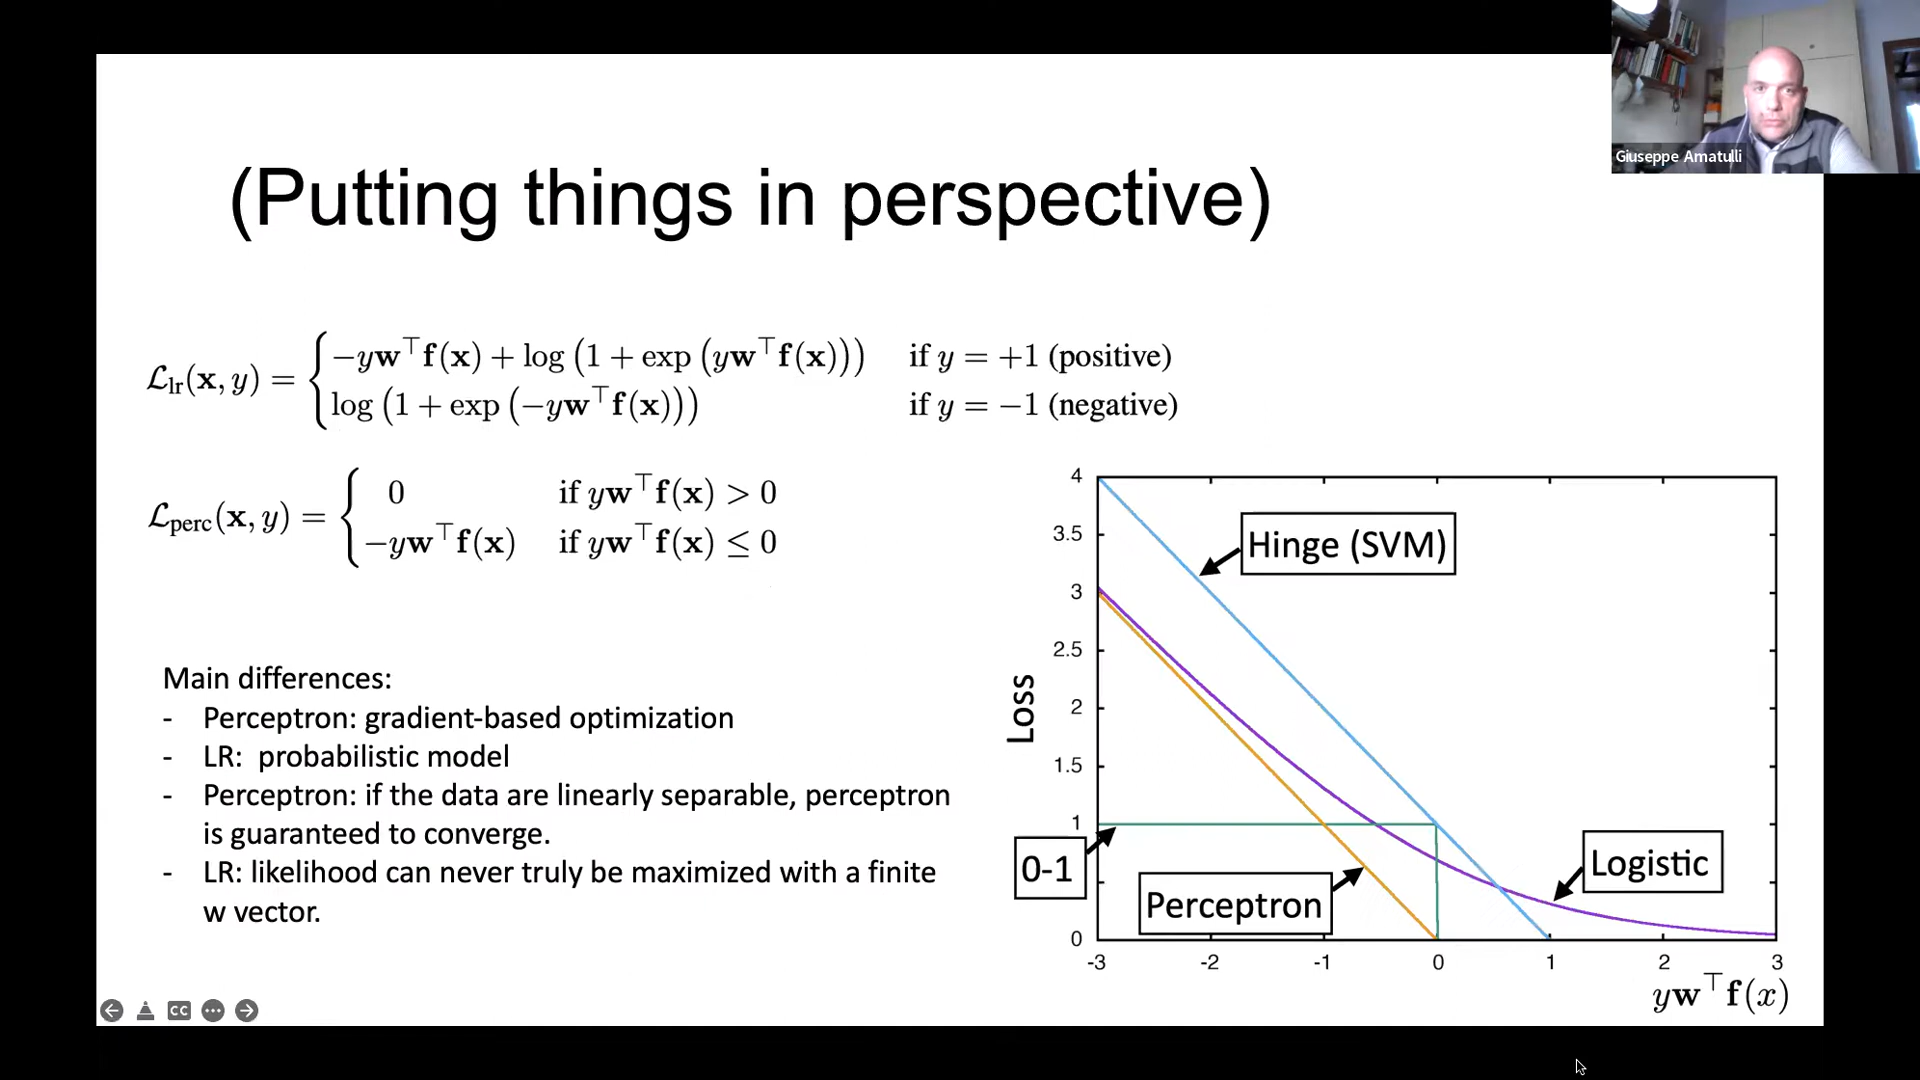 Giuseppe Amatulli
(Putting things in perspective)
ℒlr(x, y) = { −yw⊤f(x) + log (1 + exp (yw⊤f(x))) if y = +1 (positive)
log (1 + exp (−yw⊤f(x))) if y = −1 (negative)
ℒperc(x, y) = { 0 if yw⊤f(x) > 0
−yw⊤f(x) if yw⊤f(x) ≤ 0
Main differences:
- Perceptron: gradient-based optimization
- LR: probabilistic model
- Perceptron: if the data are linearly separable, perceptron
is guaranteed to converge.
- LR: likelihood can never truly be maximized with a finite
w vector.
4
3.5
3
2.5
2
1.5
1
0
Loss
Hinge (SVM)
0-1
Perceptron
Logistic
-3 -2 -1 0 1 2 3
yw⊤f(x)
CC